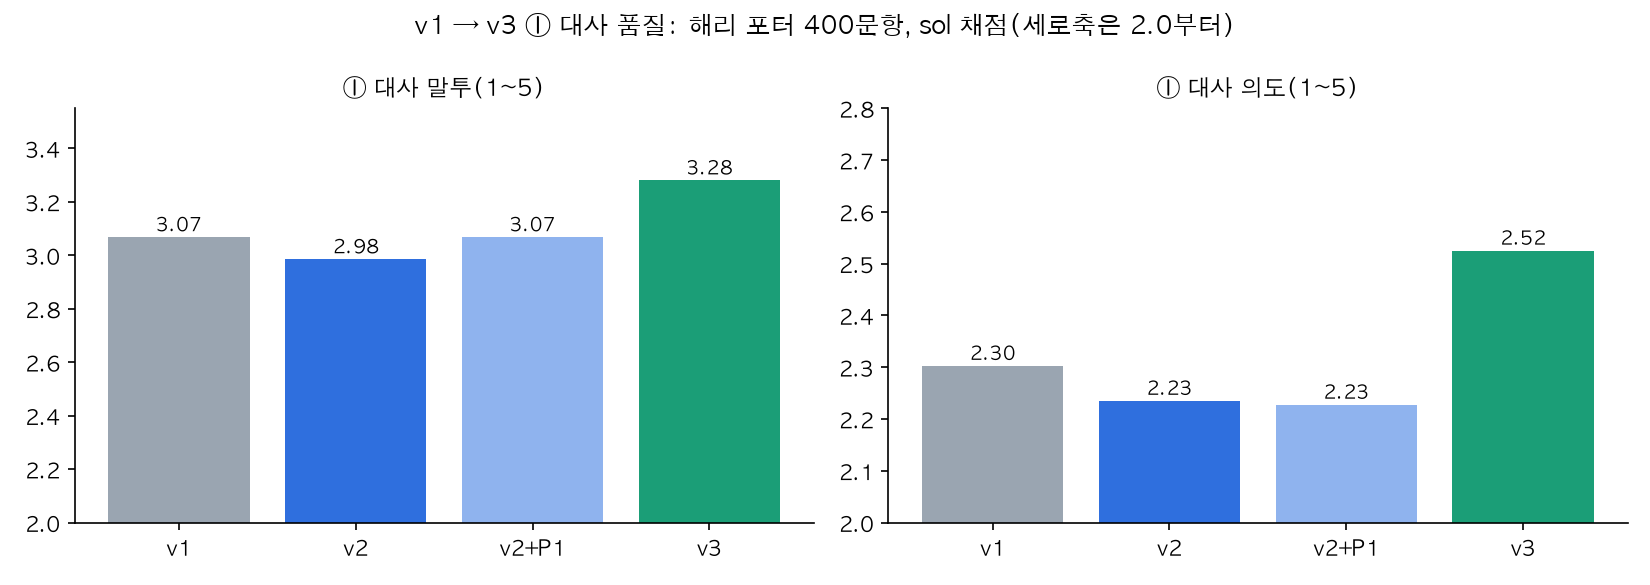 v1 → v3 ① 대사 품질: 해리 포터 400문항, sol 채점(세로축은 2.0부터)
① 대사 말투(1~5)
3.4
3.2
3.0
2.8
2.6
2.4
2.2
2.0
3.07
2.98
3.07
3.28
v1
v2
v2+P1
v3
① 대사 의도(1~5)
2.8
2.7
2.6
2.5
2.4
2.3
2.2
2.1
2.0
2.30
2.23
2.23
2.52
v1
v2
v2+P1
v3